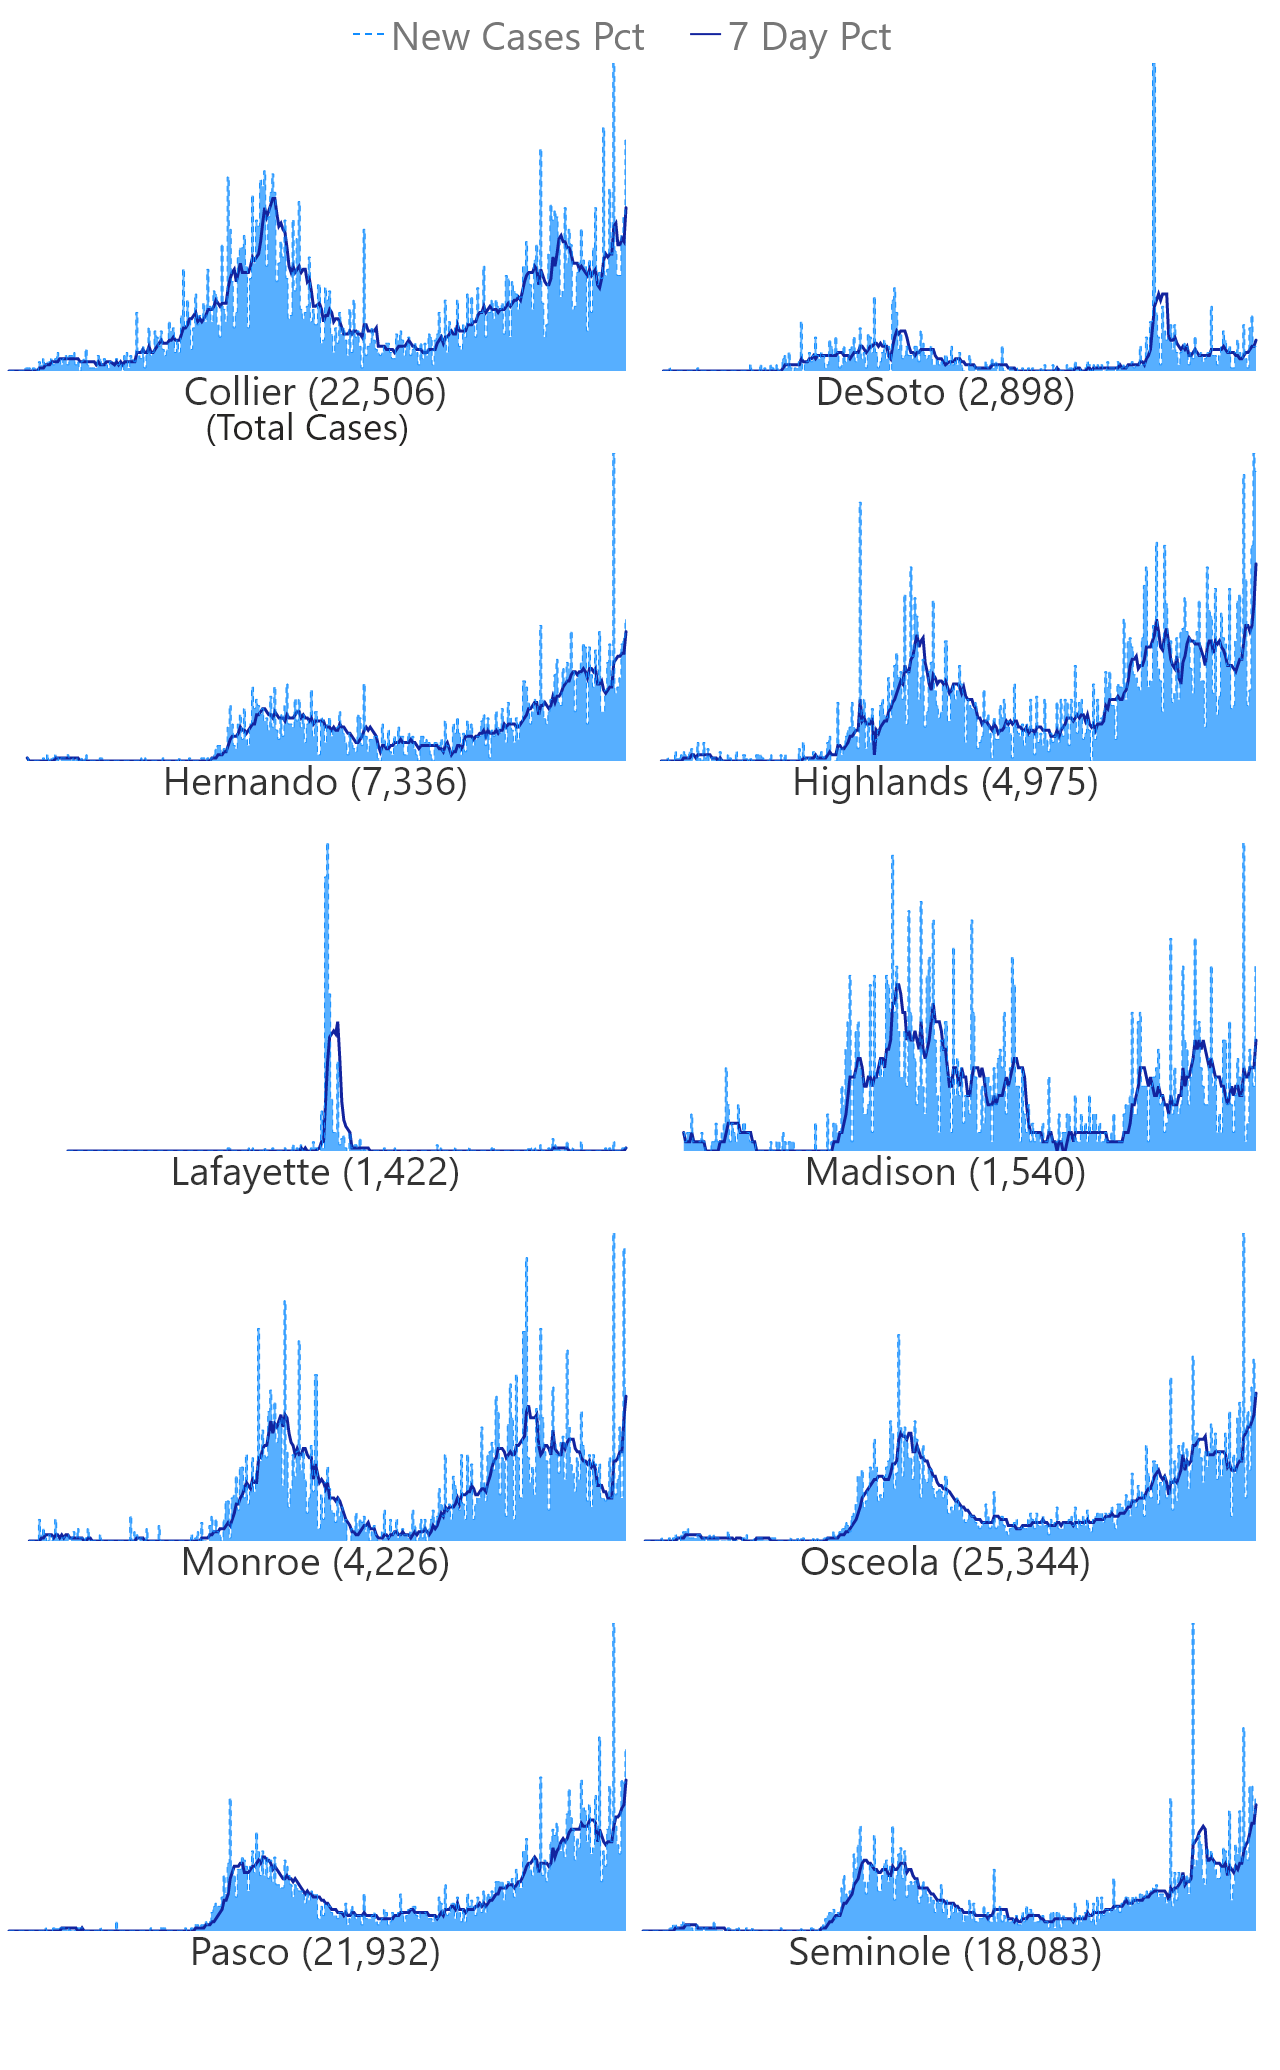 New Cases Pct 7 Day Pct
Collier (22,506) DeSoto (2,898)
(Total Cases)
Hernando (7,336) Highlands (4,975)
Lafayette (1,422) Madison (1,540)
Monroe (4,226) Osceola (25,344)
Pasco (21,932) Seminole (18,083)